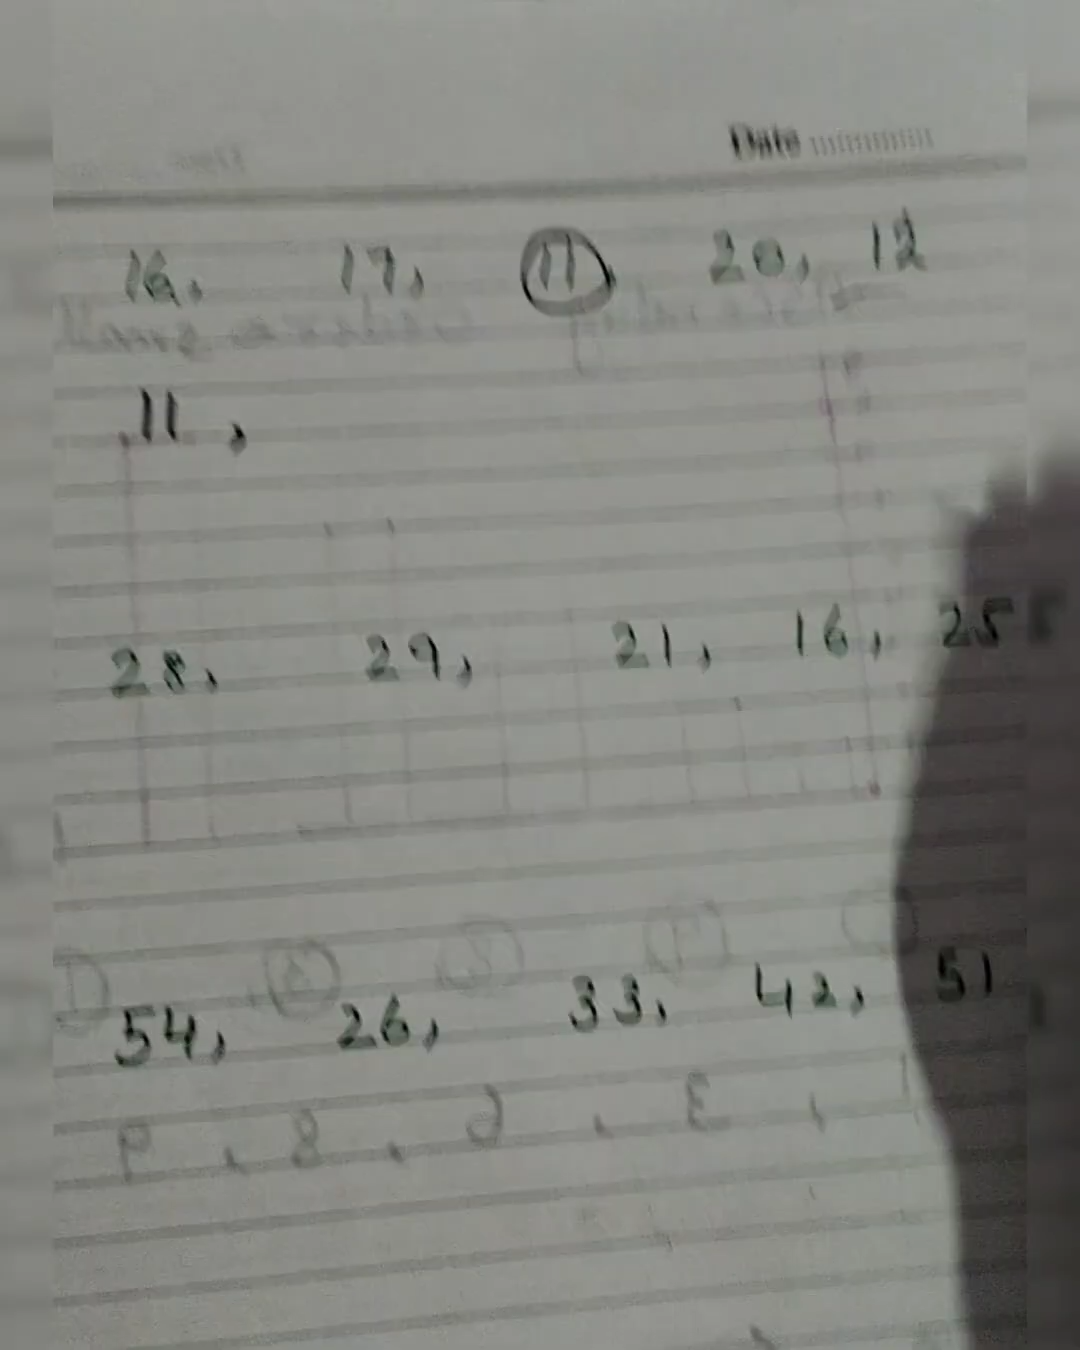 Date
16, 17, 11, 20, 12
11 ,
28, 29, 21, 16, 25
54, 26, 33, 42, 51